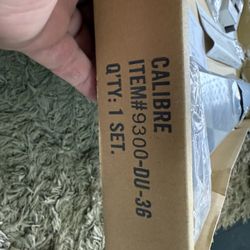 CALIBRE
ITEM#9300-DU-36
Q'TY: 1 SET.